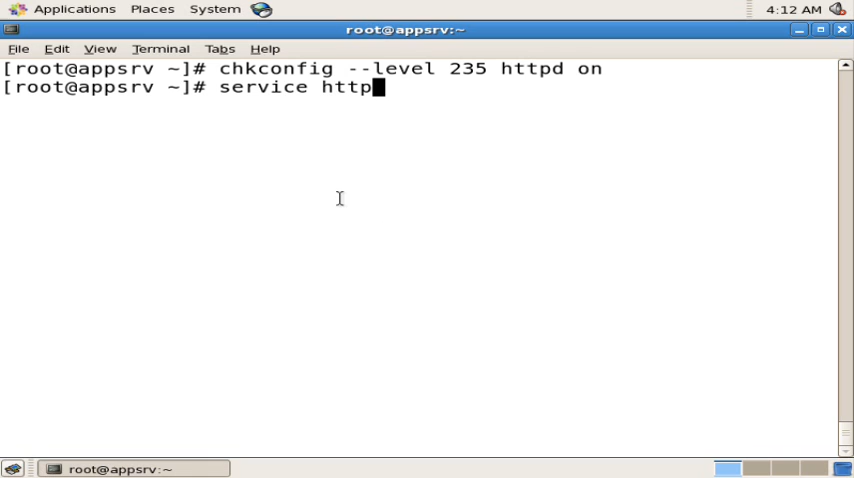 Applications Places System 4:12 AM
root@appsrv:~
File Edit View Terminal Tabs Help
[root@appsrv ~]# chkconfig --level 235 httpd on
[root@appsrv ~]# service http
root@appsrv:~